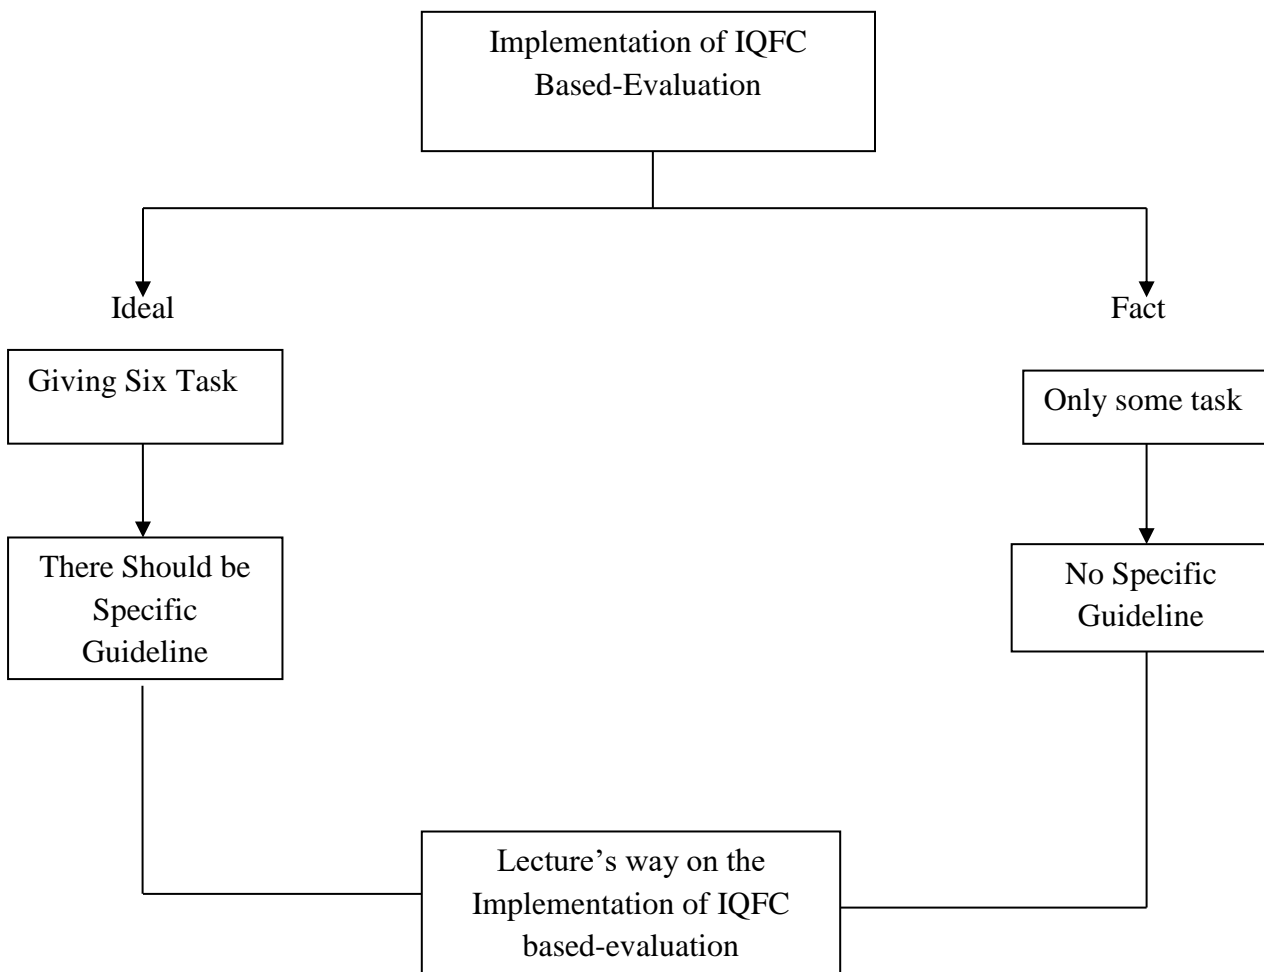 Implementation of IQFC
Based-Evaluation
Ideal
Fact
Giving Six Task
Only some task
There Should be
Specific
Guideline
No Specific
Guideline
Lecture’s way on the
Implementation of IQFC
based-evaluation